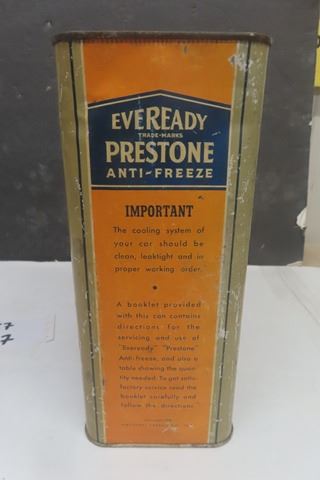 EVEREADY
TRADE-MARKS
PRESTONE
ANTI-FREEZE
IMPORTANT
The cooling system of
your car should be
clean, leaktight and in
proper working order.
A booklet provided
with this can contains
directions for the
servicing and use of
"Eveready" "Prestone"
Anti-freeze, and also a
table showing the quan-
tity needed. To get satis-
factory service read the
booklet carefully and
follow the directions.
7
7